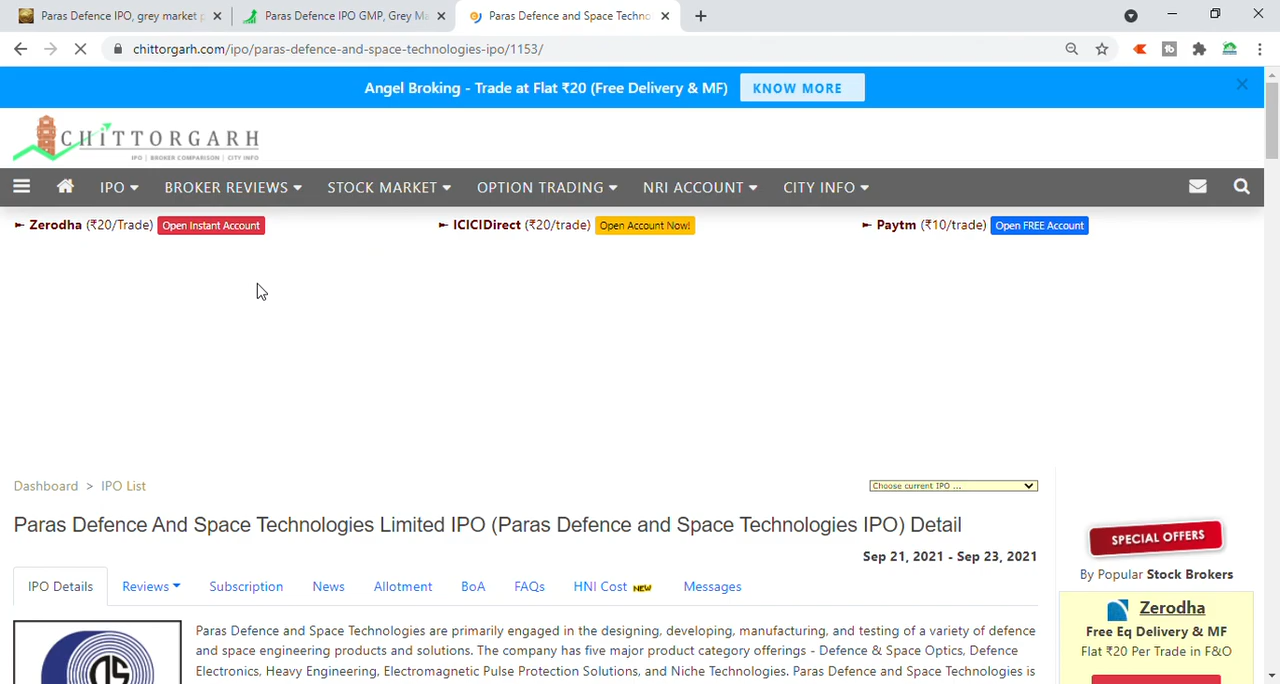 Paras Defence IPO, grey market
Paras Defence IPO GMP, Grey Ma
Paras Defence and Space Techno
chittorgarh.com/ipo/paras-defence-and-space-technologies-ipo/1153/
Angel Broking - Trade at Flat ₹20 (Free Delivery & MF) KNOW MORE
CHITTORGARH
IPO | BROKER COMPARISON | CITY INFO
IPO BROKER REVIEWS STOCK MARKET OPTION TRADING NRI ACCOUNT CITY INFO
Zerodha (₹20/Trade) Open Instant Account ICICIDirect (₹20/trade) Open Account Now! Paytm (₹10/trade) Open FREE Account
Dashboard > IPO List
Choose current IPO ...
Paras Defence And Space Technologies Limited IPO (Paras Defence and Space Technologies IPO) Detail
Sep 21, 2021 - Sep 23, 2021
IPO Details Reviews Subscription News Allotment BoA FAQs HNI Cost NEW Messages
Paras Defence and Space Technologies are primarily engaged in the designing, developing, manufacturing, and testing of a variety of defence
and space engineering products and solutions. The company has five major product category offerings - Defence & Space Optics, Defence
Electronics, Heavy Engineering, Electromagnetic Pulse Protection Solutions, and Niche Technologies. Paras Defence and Space Technologies is
SPECIAL OFFERS
By Popular Stock Brokers
Zerodha
Free Eq Delivery & MF
Flat ₹20 Per Trade in F&O